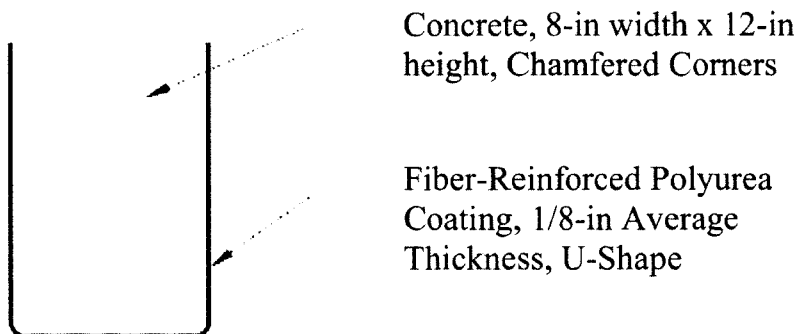 Concrete, 8-in width x 12-in
height, Chamfered Corners
Fiber-Reinforced Polyurea
Coating, 1/8-in Average
Thickness, U-Shape